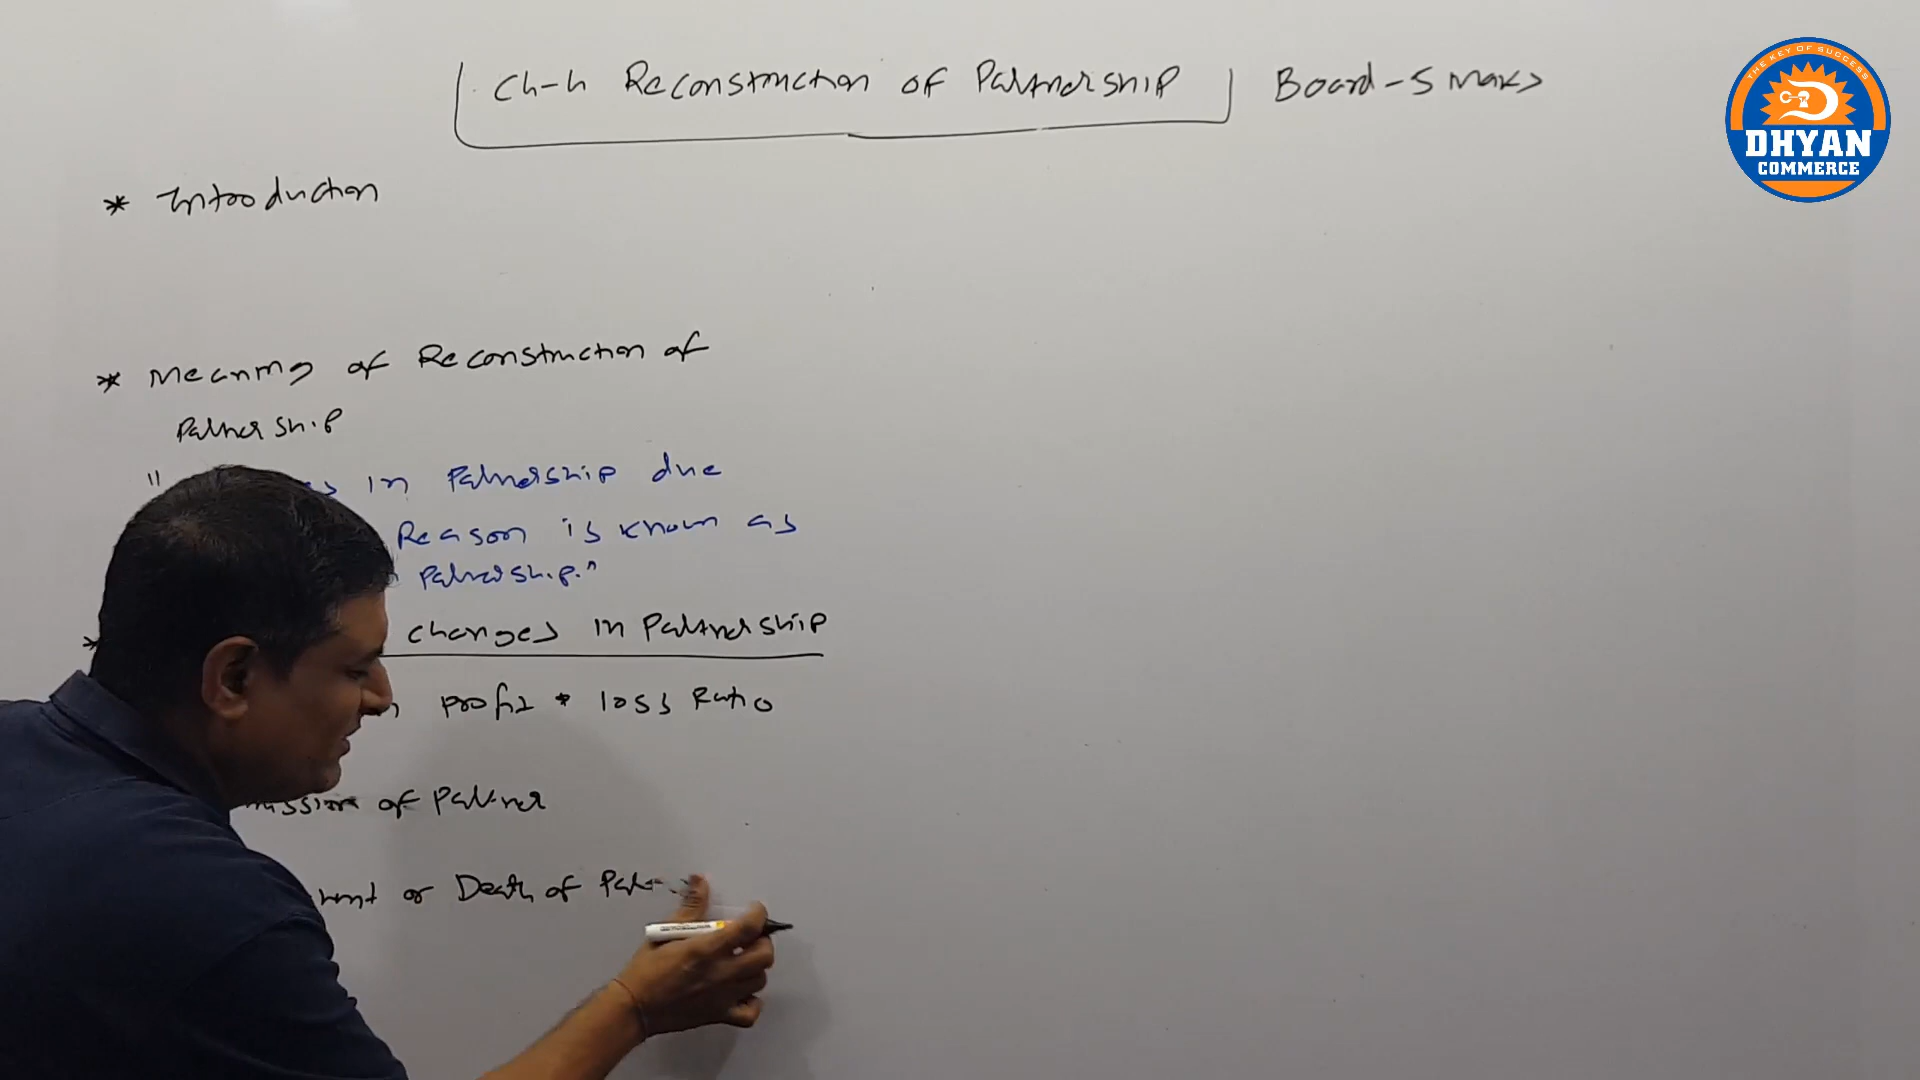 Ch-4 Reconstruction of Partnership Board-5 Marks
THE KEY OF SUCCESS
DHYAN
COMMERCE
* Introduction
* Meaning of Reconstruction of
Partnership
" in Partnership due
Reason is known as
Partnership."
* changes in Partnership
profit * loss Ratio
of Partner
or Death of